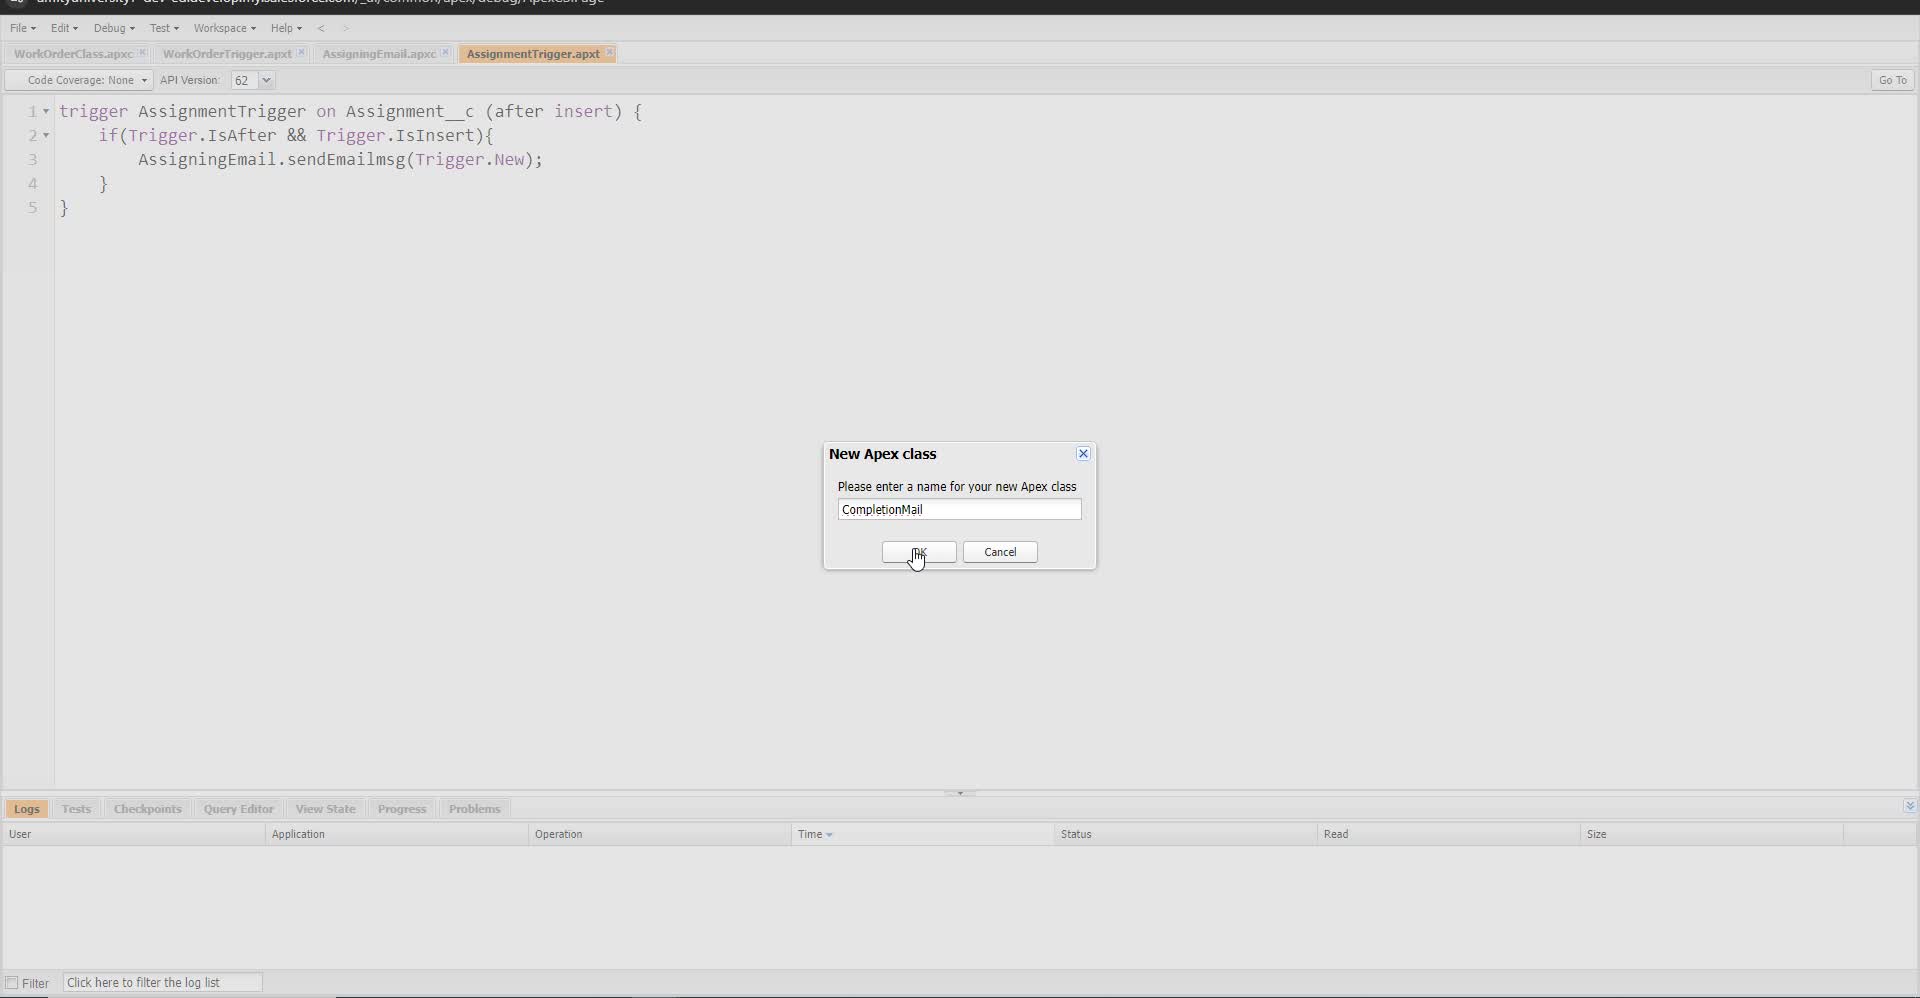 File Edit Debug Test Workspace Help < >
WorkOrderClass.apxc WorkOrderTrigger.apxt AssigningEmail.apxc AssignmentTrigger.apxt
Code Coverage: None API Version: 62 Go To
1 trigger AssignmentTrigger on Assignment__c (after insert) {
2 if(Trigger.IsAfter && Trigger.IsInsert){
3 AssigningEmail.sendEmailmsg(Trigger.New);
4 }
5 }
New Apex class
Please enter a name for your new Apex class
CompletionMail
OK Cancel
Logs Tests Checkpoints Query Editor View State Progress Problems
User Application Operation Time Status Read Size
Filter Click here to filter the log list